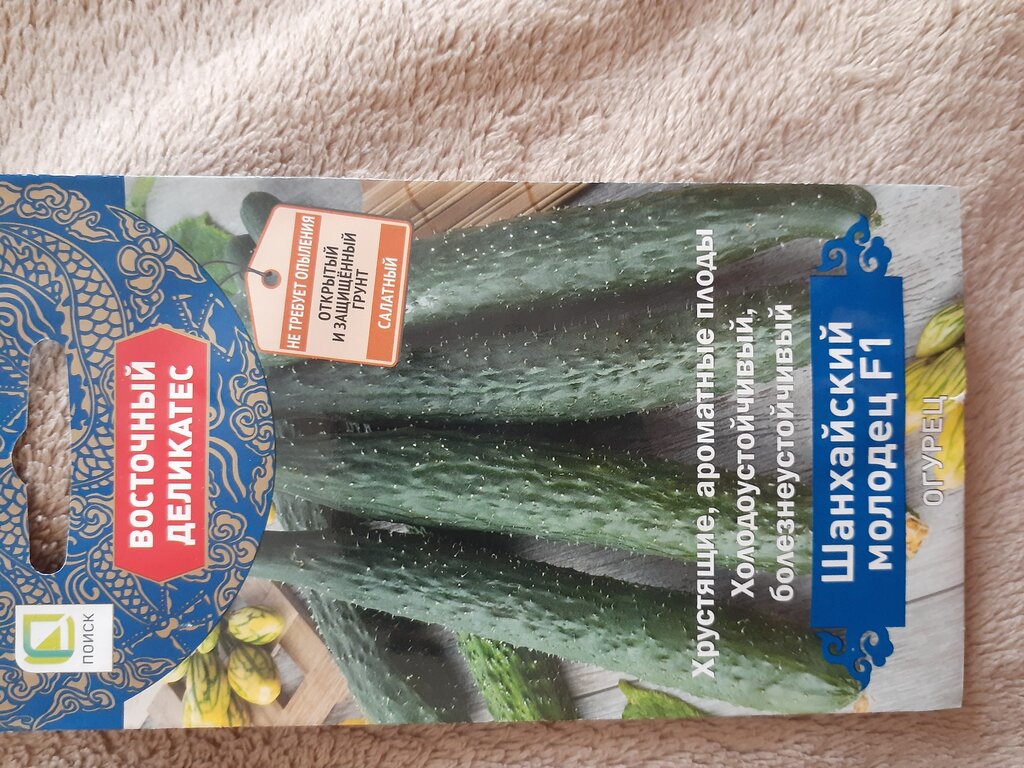 ПОИСК
ВОСТОЧНЫЙ
ДЕЛИКАТЕС
НЕ ТРЕБУЕТ ОПЫЛЕНИЯ
ОТКРЫТЫЙ
И ЗАЩИЩЁННЫЙ
ГРУНТ
САЛАТНЫЙ
Хрустящие, ароматные плоды
Холодоустойчивый,
болезнеустойчивый
Шанхайский
молодец F1
ОГУРЕЦ